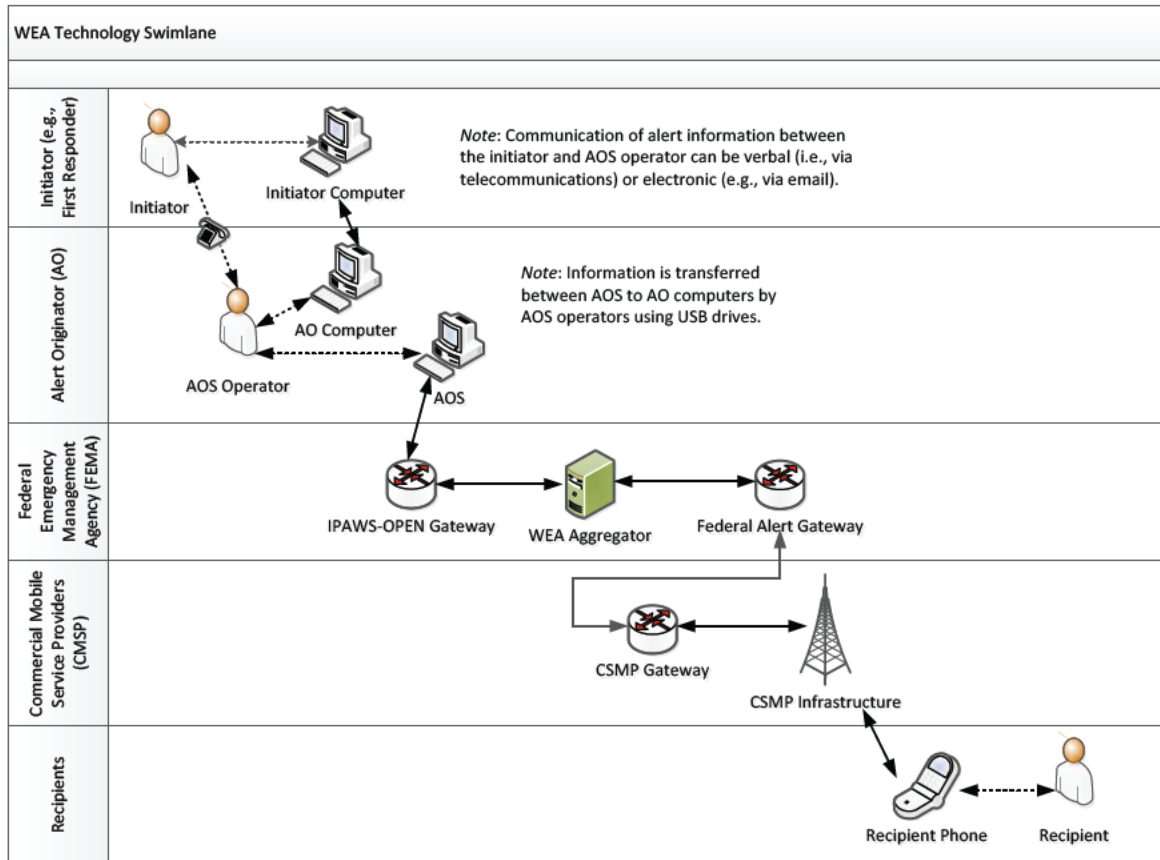 WEA Technology Swimlane
Initiator (e.g.,
First Responder)
Initiator
Initiator Computer
Note: Communication of alert information between
the initiator and AOS operator can be verbal (i.e., via
telecommunications) or electronic (e.g., via email).
Alert Originator (AO)
AO Computer
AOS Operator
AOS
Note: Information is transferred
between AOS to AO computers by
AOS operators using USB drives.
Federal
Emergency
Management
Agency (FEMA)
IPAWS-OPEN Gateway
WEA Aggregator
Federal Alert Gateway
Commercial Mobile
Service Providers
(CMSP)
CSMP Gateway
CSMP Infrastructure
Recipients
Recipient Phone
Recipient